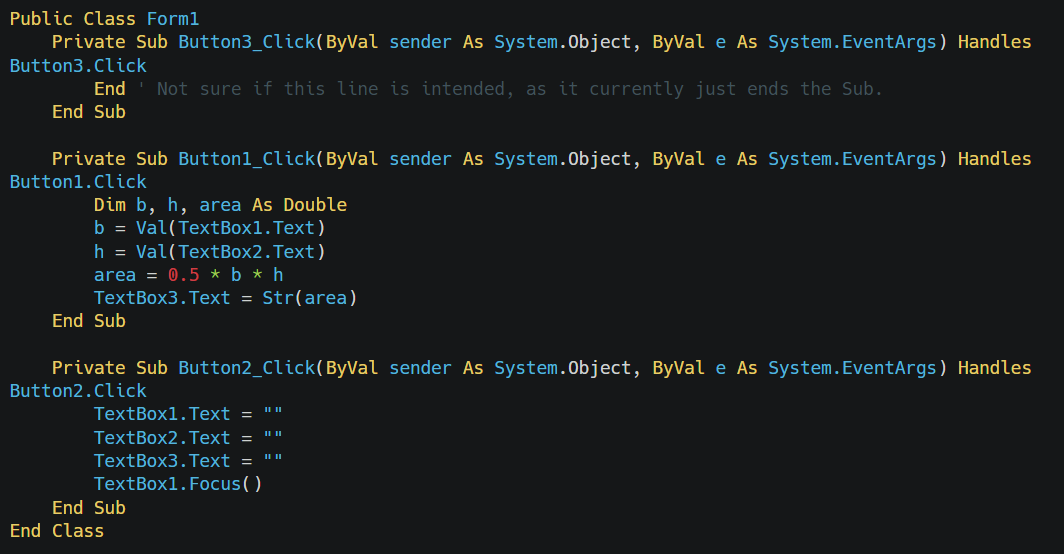 Public Class Form1
    Private Sub Button3_Click(ByVal sender As System.Object, ByVal e As System.EventArgs) Handles
Button3.Click
        End ' Not sure if this line is intended, as it currently just ends the Sub.
    End Sub

    Private Sub Button1_Click(ByVal sender As System.Object, ByVal e As System.EventArgs) Handles
Button1.Click
        Dim b, h, area As Double
        b = Val(TextBox1.Text)
        h = Val(TextBox2.Text)
        area = 0.5 * b * h
        TextBox3.Text = Str(area)
    End Sub

    Private Sub Button2_Click(ByVal sender As System.Object, ByVal e As System.EventArgs) Handles
Button2.Click
        TextBox1.Text = ""
        TextBox2.Text = ""
        TextBox3.Text = ""
        TextBox1.Focus()
    End Sub
End Class